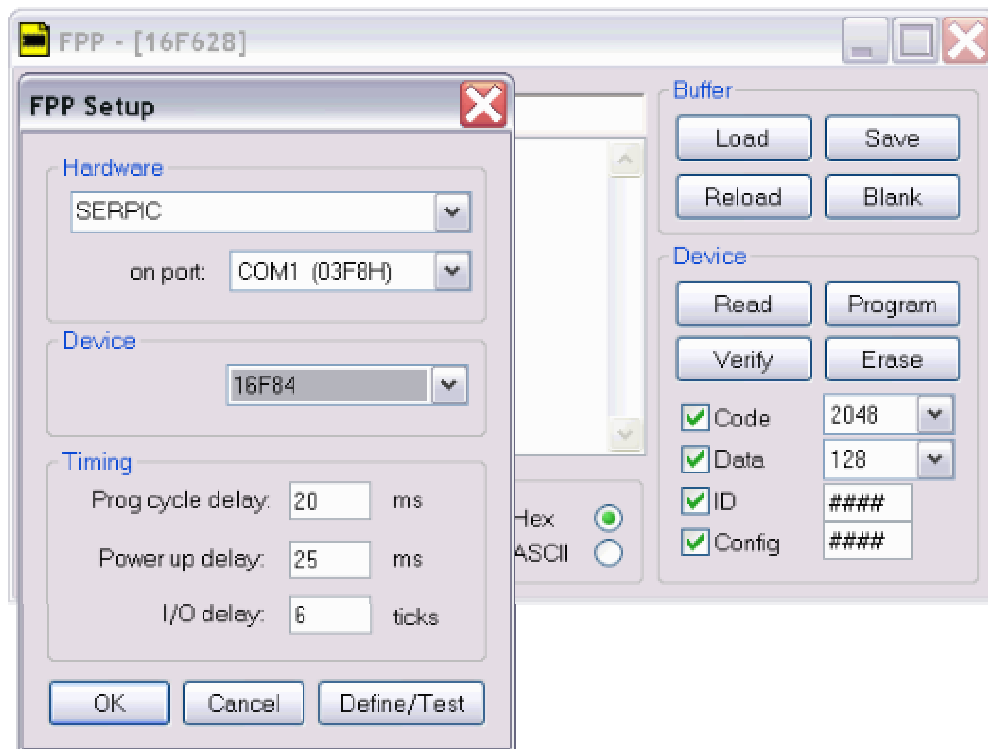 FPP - [16F628]
FPP Setup
Hardware
SERPIC
on port: COM1 (03F8H)
Device
16F84
Timing
Prog cycle delay: 20 ms
Power up delay: 25 ms
I/O delay: 6 ticks
OK Cancel Define/Test
Hex
ASCII
Buffer
Load Save
Reload Blank
Device
Read Program
Verify Erase
Code 2048
Data 128
ID ####
Config ####